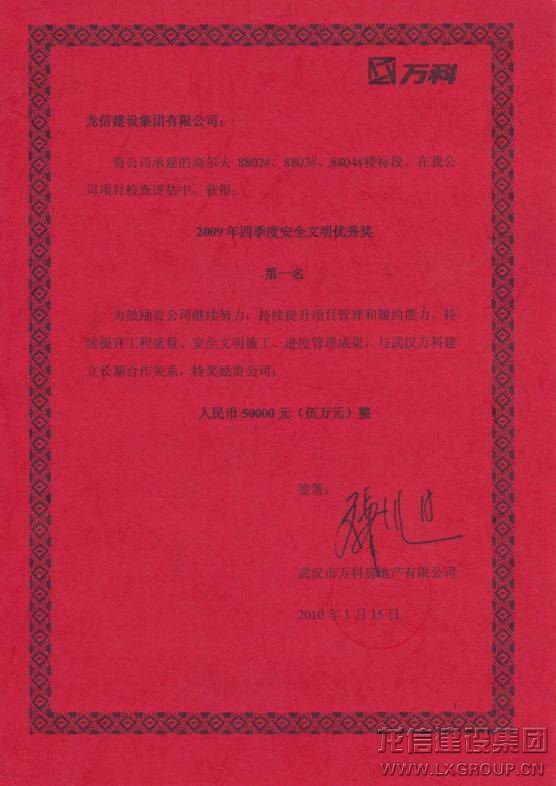 万科
龙信建设集团有限公司：
贵公司承建的高尔夫 8802#、8803#、8804#楼标段，在我公
司项目检查评估中，获得：
2009 年四季度安全文明优秀奖
第一名
为鼓励贵公司继续努力，持续提升项目管理和履约能力，持
续提升工程质量、安全文明施工、进度管理成果，与武汉万科建
立长期合作关系，特奖励贵公司：
人民币 50000 元（伍万元）整
签署：
武汉市万科房地产有限公司
2010 年 1 月 15 日
1
龙信建设集团
WWW.LXGROUP.CN